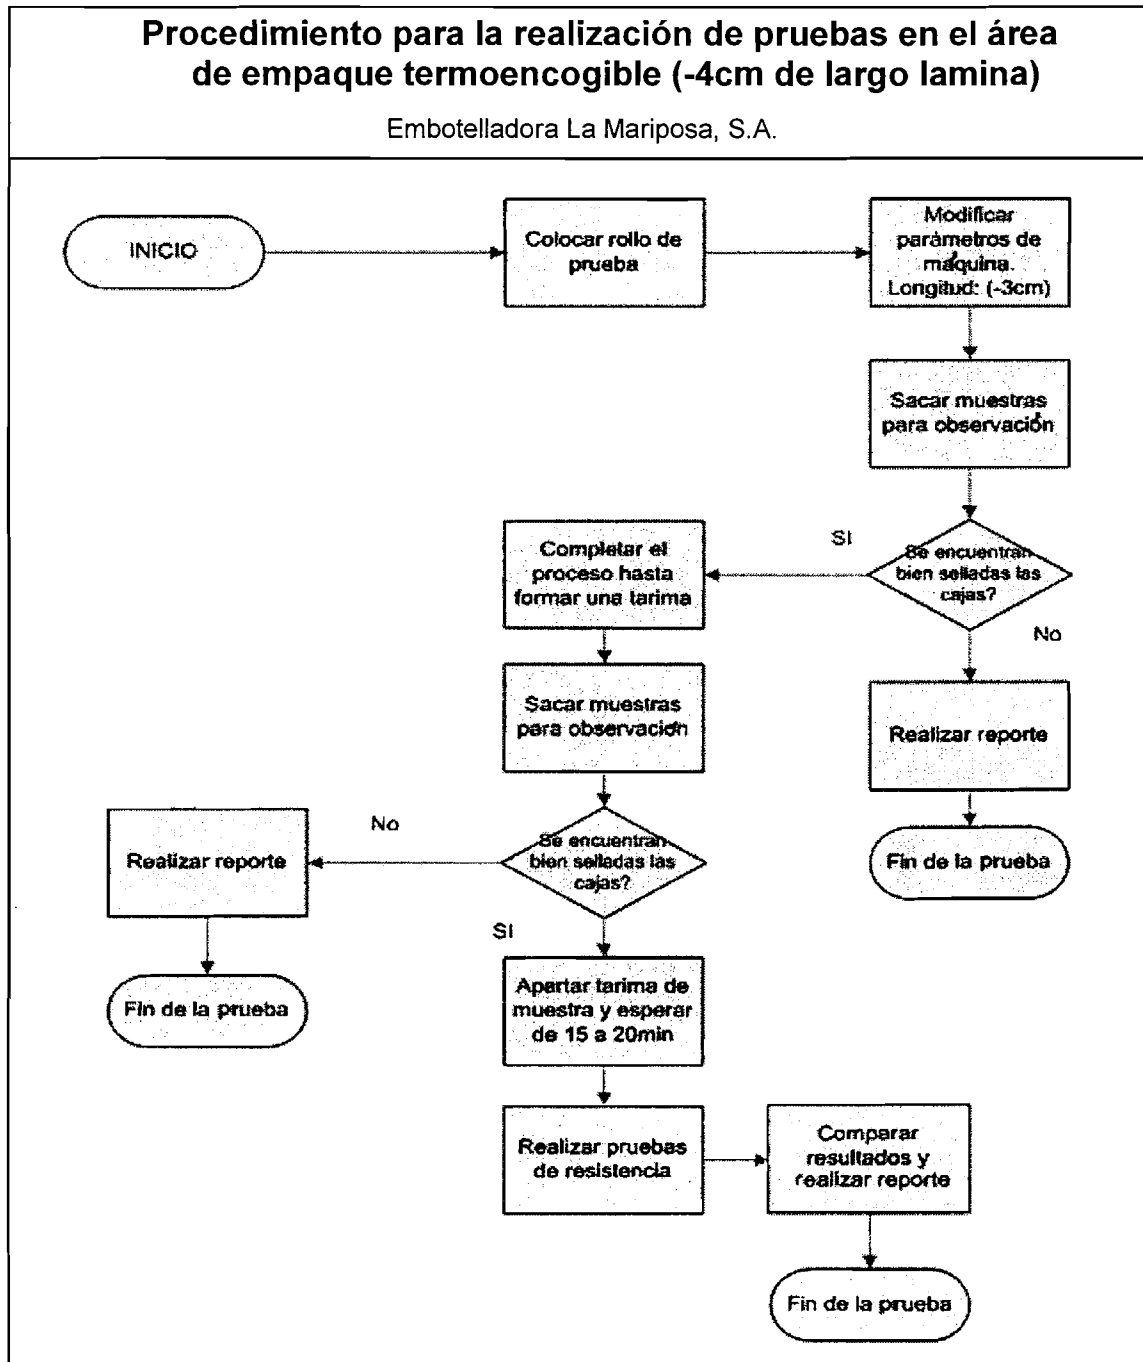 Procedimiento para la realización de pruebas en el área
de empaque termoencogible (-4cm de largo lamina)
Embotelladora La Mariposa, S.A.
INICIO
Colocar rollo de
prueba
Modificar
parámetros de
máquina.
Longitud: (-3cm)
Sacar muestras
para observación
Se encuentran
bien selladas las
cajas?
SI
No
Completar el
proceso hasta
formar una tarima
Realizar reporte
Fin de la prueba
Sacar muestras
para observación
Se encuentran
bien selladas las
cajas?
No
SI
Realizar reporte
Fin de la prueba
Apartar tarima de
muestra y esperar
de 15 a 20min
Realizar pruebas
de resistencia
Comparar
resultados y
realizar reporte
Fin de la prueba